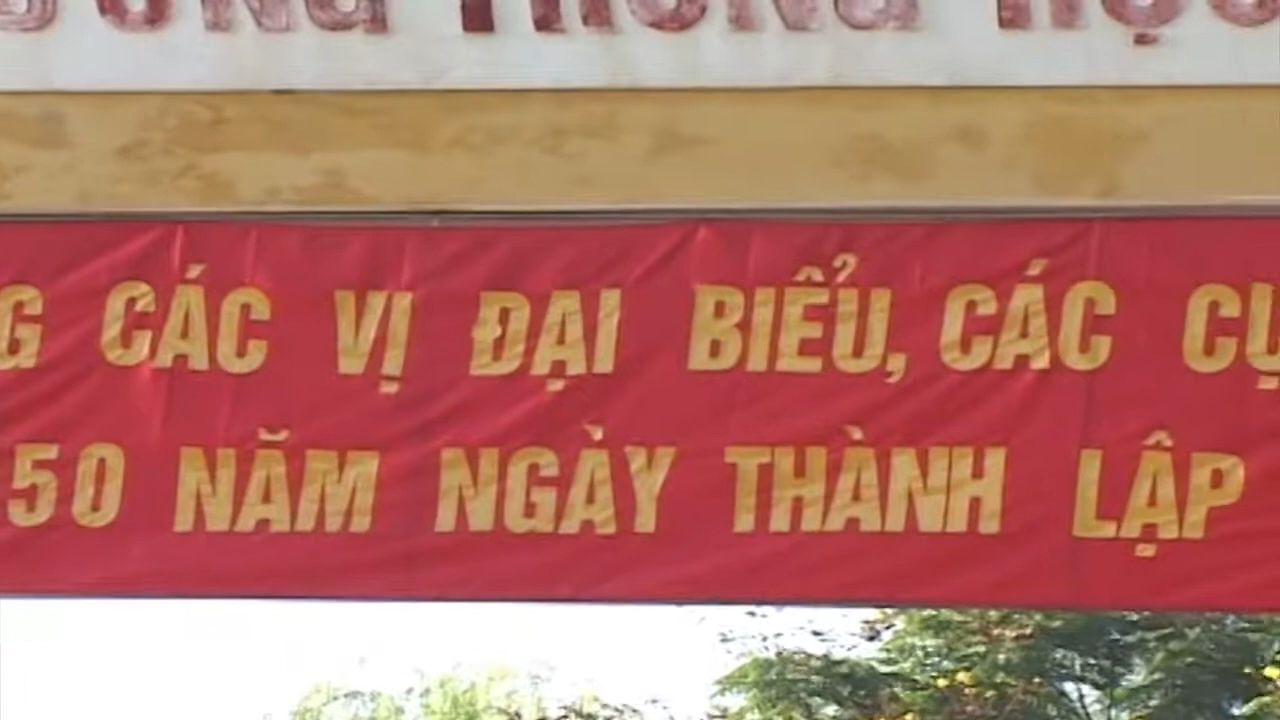 G CÁC VỊ ĐẠI BIỂU, CÁC CỤ
50 NĂM NGÀY THÀNH LẬP